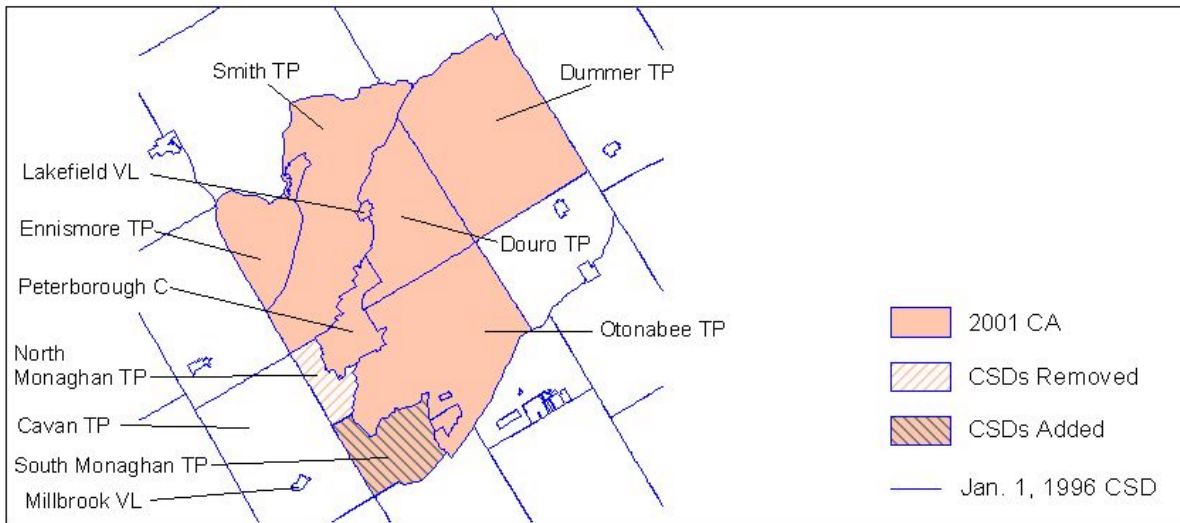 Smith TP
Dummer TP
Lakefield VL
Ennismore TP
Douro TP
Peterborough C
Otonabee TP
North
Monaghan TP
Cavan TP
South Monaghan TP
Millbrook VL
2001 CA
CSDs Removed
CSDs Added
Jan. 1, 1996 CSD